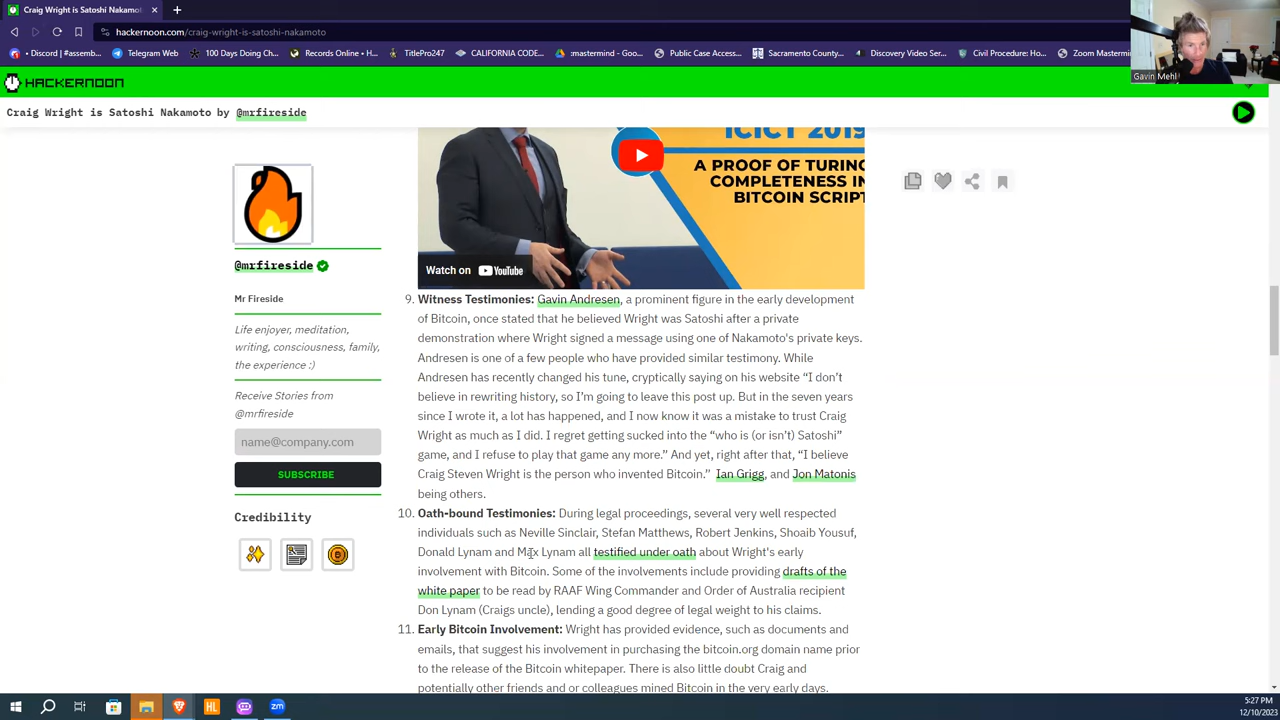 Craig Wright is Satoshi Nakamot
hackernoon.com/craig-wright-is-satoshi-nakamoto
• Discord | #assemb...
Telegram Web
100 Days Doing Ch...
Records Online • H...
TitlePro247
CALIFORNIA CODE...
:mastermind - Goo...
Public Case Access...
Sacramento County...
Discovery Video Ser...
Civil Procedure: Ho...
Zoom Mastermi
Gavin Mehl
HACKERNOON
Craig Wright is Satoshi Nakamoto by @mrfireside
ICICT 2019
A PROOF OF TURING
COMPLETENESS IN
BITCOIN SCRIPT
Watch on YouTube
@mrfireside
Mr Fireside
Life enjoyer, meditation,
writing, consciousness, family,
the experience :)
Receive Stories from
@mrfireside
name@company.com
SUBSCRIBE
Credibility
9. Witness Testimonies: Gavin Andresen, a prominent figure in the early development
of Bitcoin, once stated that he believed Wright was Satoshi after a private
demonstration where Wright signed a message using one of Nakamoto's private keys.
Andresen is one of a few people who have provided similar testimony. While
Andresen has recently changed his tune, cryptically saying on his website “I don’t
believe in rewriting history, so I’m going to leave this post up. But in the seven years
since I wrote it, a lot has happened, and I now know it was a mistake to trust Craig
Wright as much as I did. I regret getting sucked into the “who is (or isn’t) Satoshi”
game, and I refuse to play that game any more.” And yet, right after that, “I believe
Craig Steven Wright is the person who invented Bitcoin.” Ian Grigg, and Jon Matonis
being others.
10. Oath-bound Testimonies: During legal proceedings, several very well respected
individuals such as Neville Sinclair, Stefan Matthews, Robert Jenkins, Shoaib Yousuf,
Donald Lynam and Max Lynam all testified under oath about Wright's early
involvement with Bitcoin. Some of the involvements include providing drafts of the
white paper to be read by RAAF Wing Commander and Order of Australia recipient
Don Lynam (Craigs uncle), lending a good degree of legal weight to his claims.
11. Early Bitcoin Involvement: Wright has provided evidence, such as documents and
emails, that suggest his involvement in purchasing the bitcoin.org domain name prior
to the release of the Bitcoin whitepaper. There is also little doubt Craig and
potentially other friends and or colleagues mined Bitcoin in the very early days.
HL
zm
5:27 PM
12/10/2023